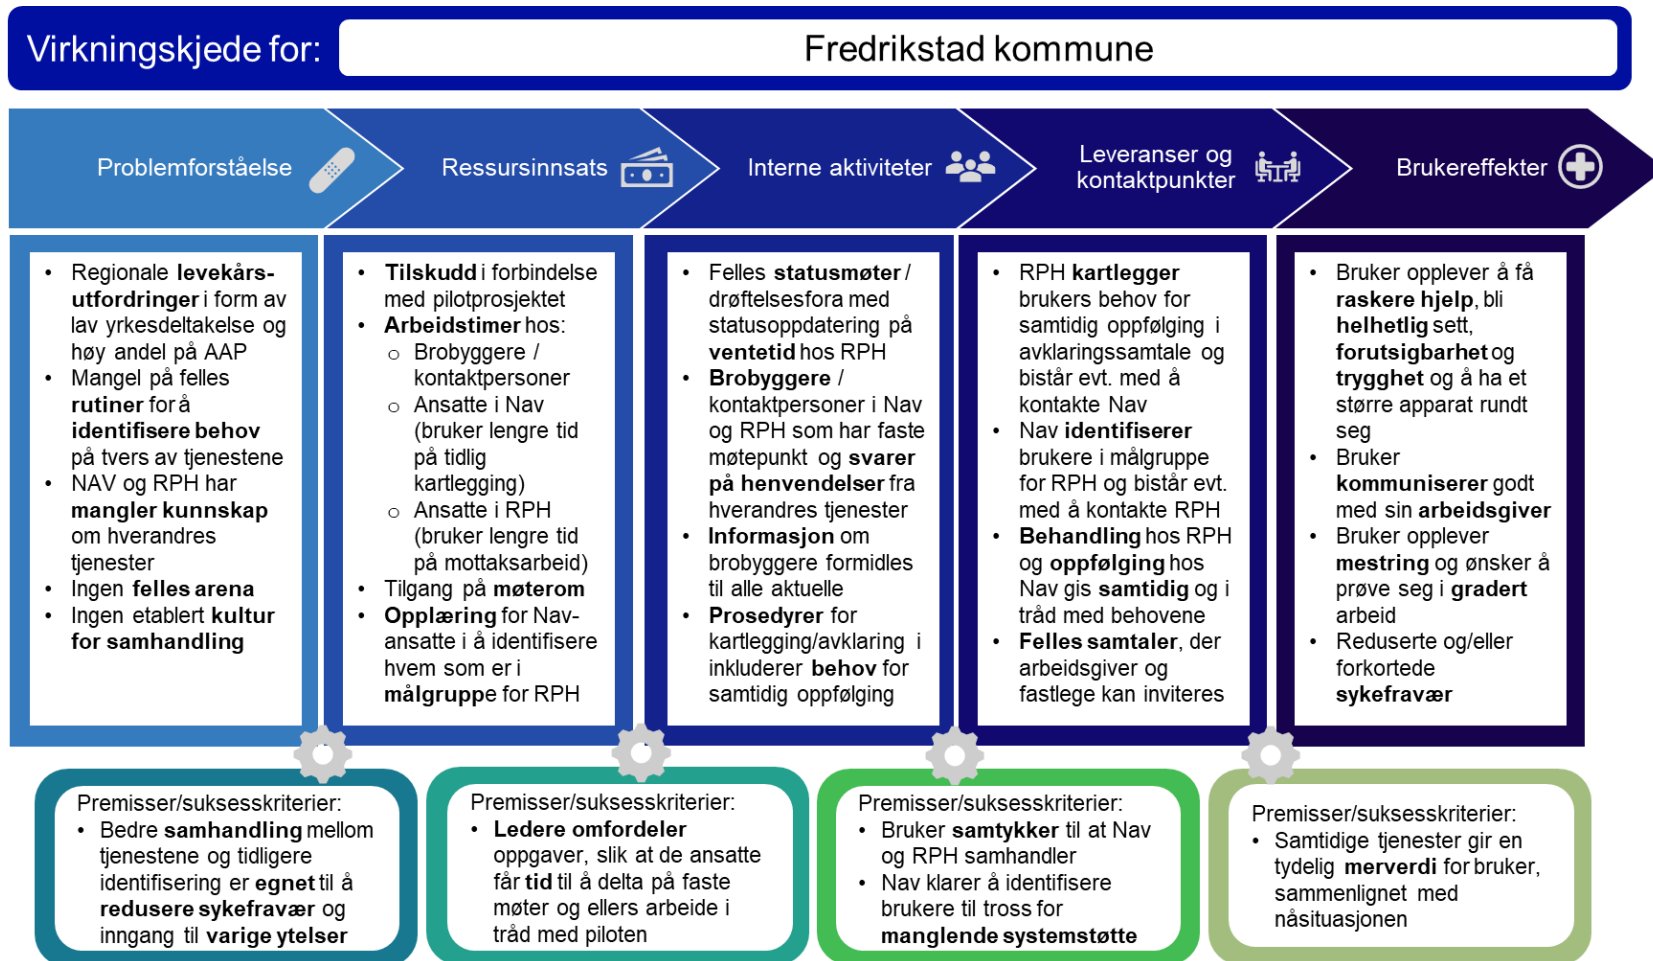 Virkningskjede for:
Fredrikstad kommune
Problemforståelse
Ressursinnsats
Interne aktiviteter
Leveranser og
kontaktpunkter
Brukereffekter
• Regionale levekårs-
utfordringer i form av
lav yrkesdeltakelse og
høy andel på AAP
• Mangel på felles
rutiner for å
identifisere behov
på tvers av tjenestene
• NAV og RPH har
mangler kunnskap
om hverandres
tjenester
• Ingen felles arena
• Ingen etablert kultur
for samhandling
• Tilskudd i forbindelse
med pilotprosjektet
• Arbeidstimer hos:
o Brobyggere /
kontaktpersoner
o Ansatte i Nav
(bruker lengre tid
på tidlig
kartlegging)
o Ansatte i RPH
(bruker lengre tid
på mottaksarbeid)
• Tilgang på møterom
• Opplæring for Nav-
ansatte i å identifisere
hvem som er i
målgruppe for RPH
• Felles statusmøter /
drøftelsesfora med
statusoppdatering på
ventetid hos RPH
• Brobyggere /
kontaktpersoner i Nav
og RPH som har faste
møtepunkt og svarer
på henvendelser fra
hverandres tjenester
• Informasjon om
brobyggere formidles
til alle aktuelle
• Prosedyrer for
kartlegging/avklaring i
inkluderer behov for
samtidig oppfølging
• RPH kartlegger
brukers behov for
samtidig oppfølging i
avklaringssamtale og
bistår evt. med å
kontakte Nav
• Nav identifiserer
brukere i målgruppe
for RPH og bistår evt.
med å kontakte RPH
• Behandling hos RPH
og oppfølging hos
Nav gis samtidig og i
tråd med behovene
• Felles samtaler, der
arbeidsgiver og
fastlege kan inviteres
• Bruker opplever å få
raskere hjelp, bli
helhetlig sett,
forutsigbarhet og
trygghet og å ha et
større apparat rundt
seg
• Bruker
kommuniserer godt
med sin arbeidsgiver
• Bruker opplever
mestring og ønsker å
prøve seg i gradert
arbeid
• Reduserte og/eller
forkortede
sykefravær
Premisser/suksesskriterier:
• Bedre samhandling mellom
tjenestene og tidligere
identifisering er egnet til å
redusere sykefravær og
inngang til varige ytelser
Premisser/suksesskriterier:
• Ledere omfordeler
oppgaver, slik at de ansatte
får tid til å delta på faste
møter og ellers arbeide i
tråd med piloten
Premisser/suksesskriterier:
• Bruker samtykker til at Nav
og RPH samhandler
• Nav klarer å identifisere
brukere til tross for
manglende systemstøtte
Premisser/suksesskriterier:
• Samtidige tjenester gir en
tydelig merverdi for bruker,
sammenlignet med
nåsituasjonen